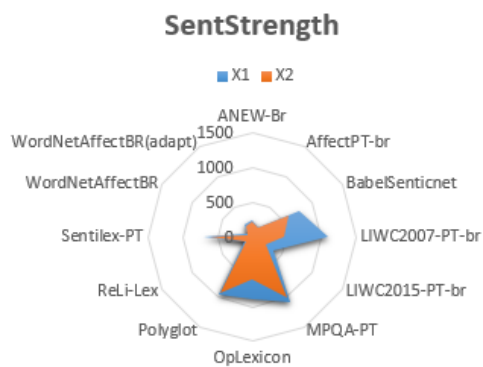 SentStrength
X1 X2
ANEW-Br
1500
WordNetAffectBR(adapt)
AffectPT-br
1000
WordNetAffectBR
BabelSenticnet
500
Sentilex-PT
0
LIWC2007-PT-br
ReLi-Lex
LIWC2015-PT-br
Polyglot
MPQA-PT
OpLexicon